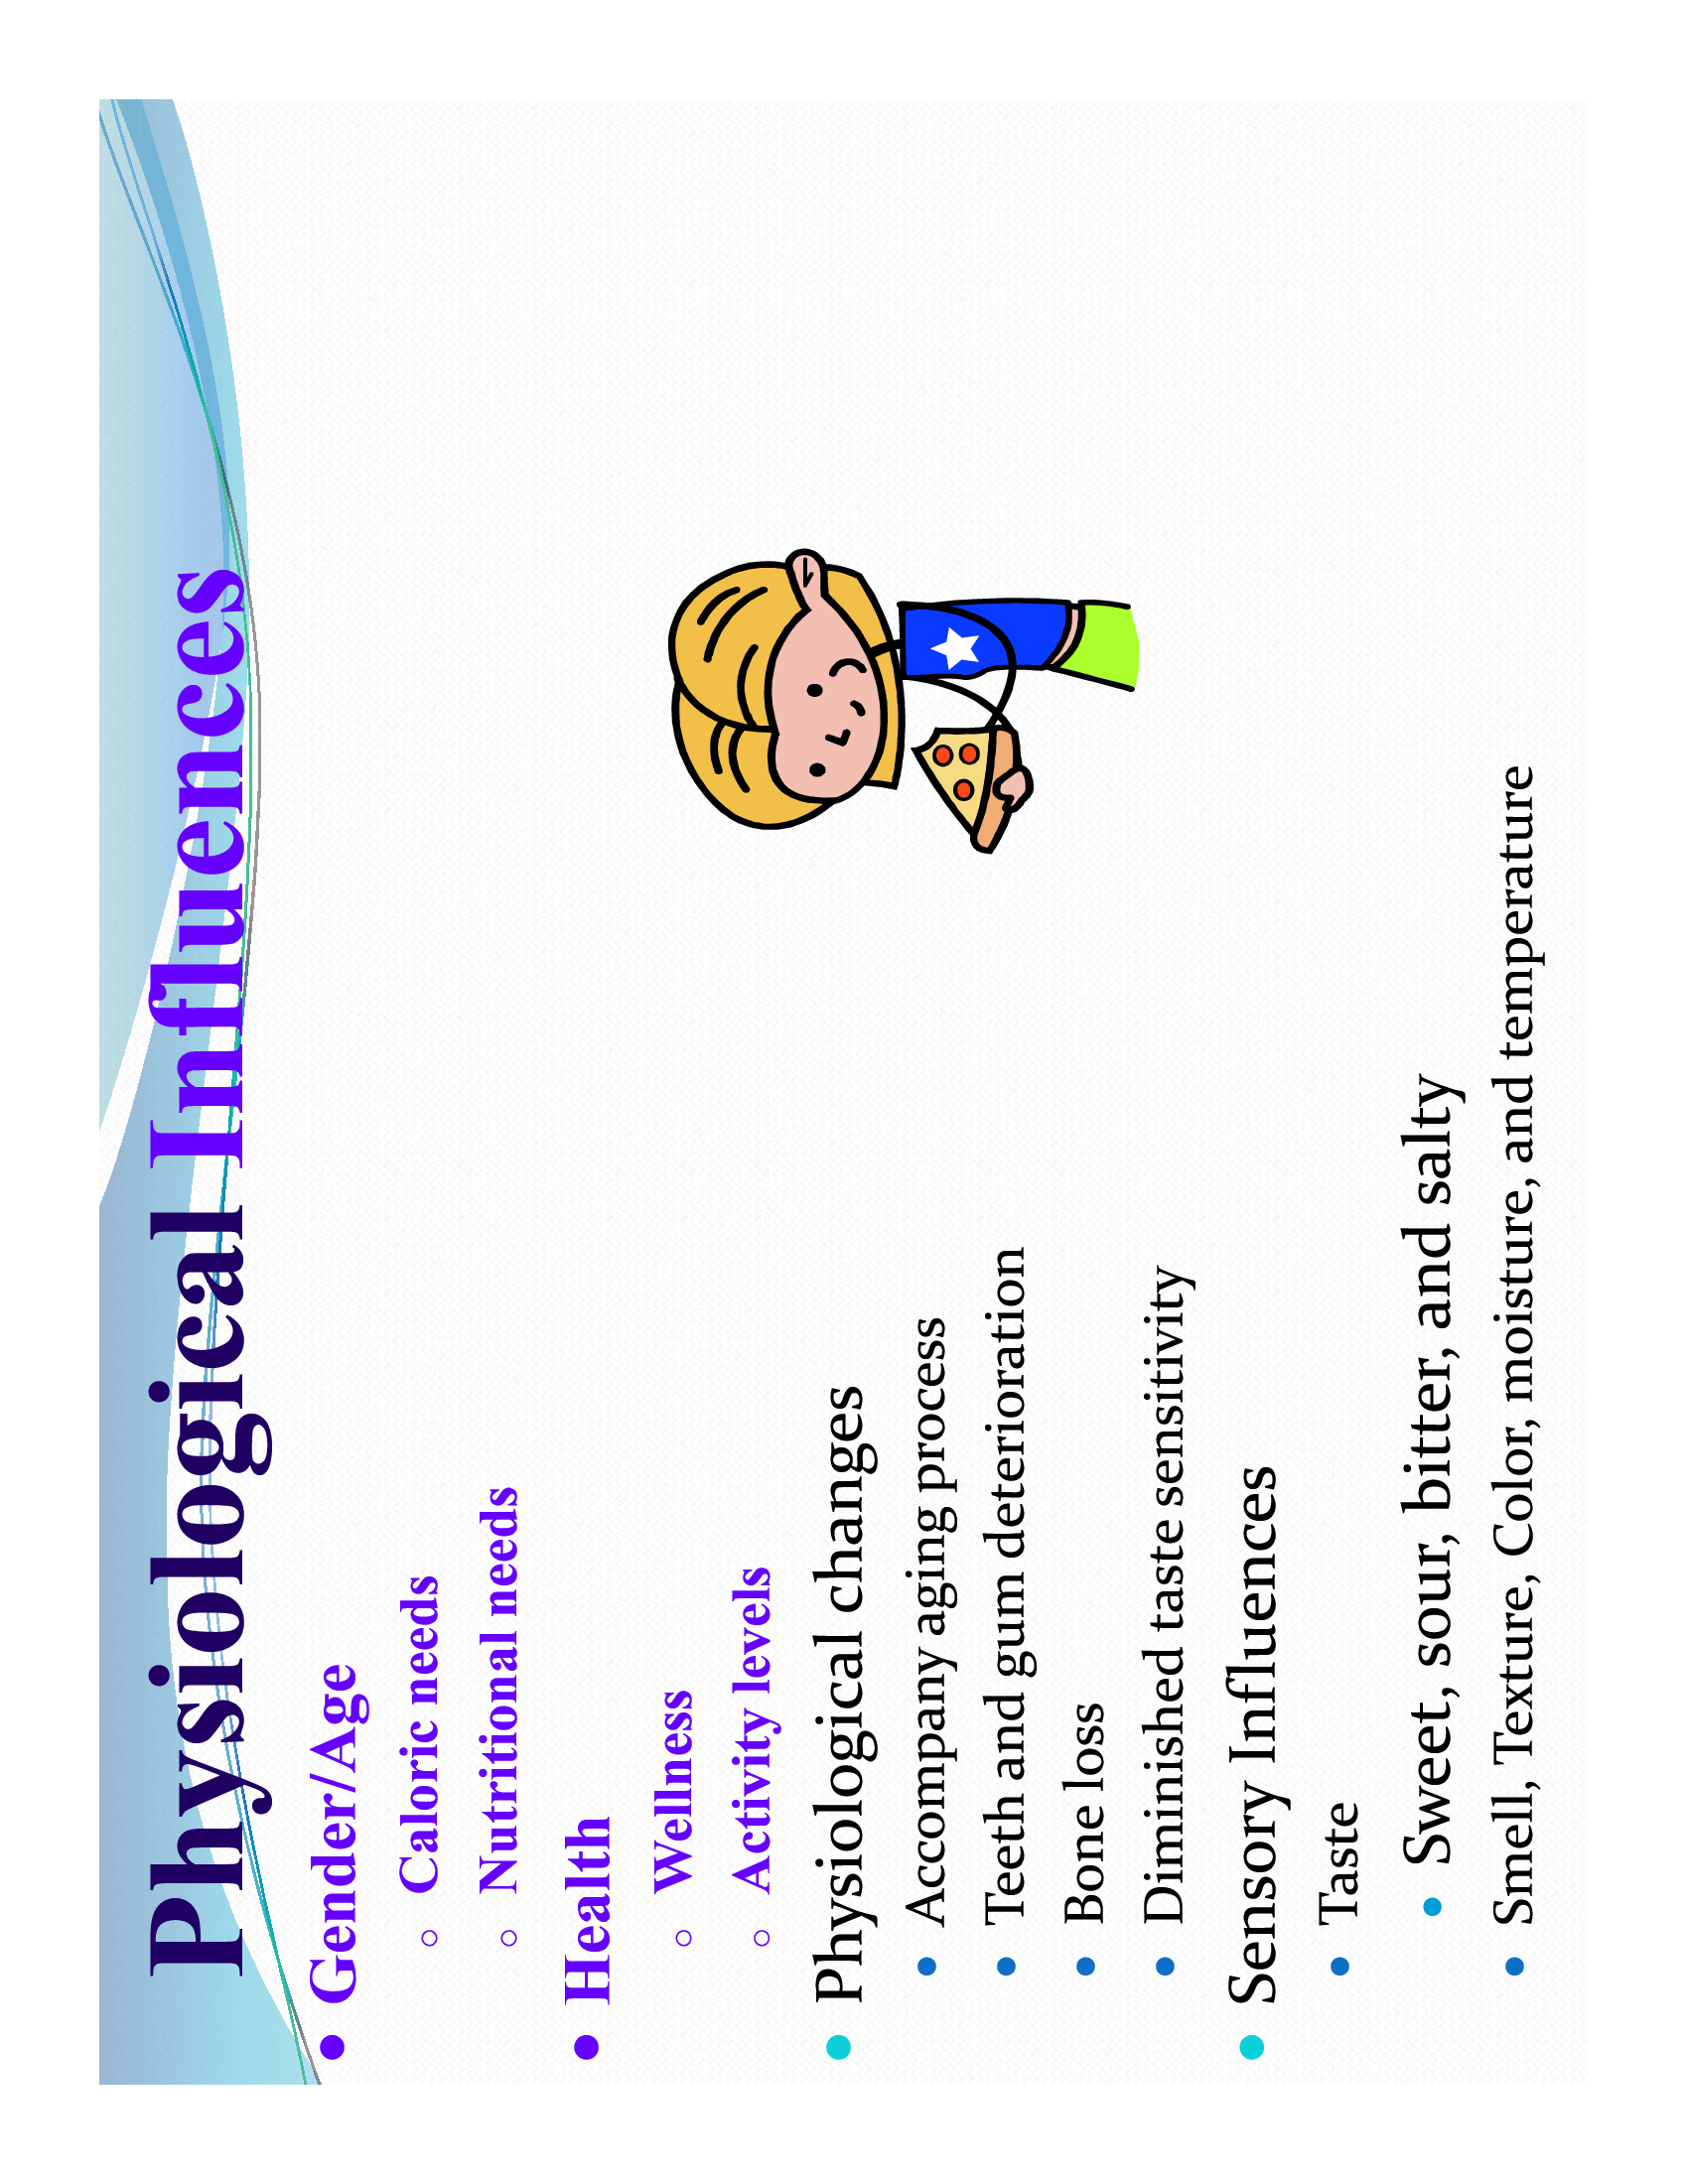 Physiological Influences
• Gender/Age
○ Caloric needs
○ Nutritional needs
• Health
○ Wellness
○ Activity levels
• Physiological changes
• Accompany aging process
• Teeth and gum deterioration
• Bone loss
• Diminished taste sensitivity
• Sensory Influences
• Taste
• Sweet, sour, bitter, and salty
• Smell, Texture, Color, moisture, and temperature